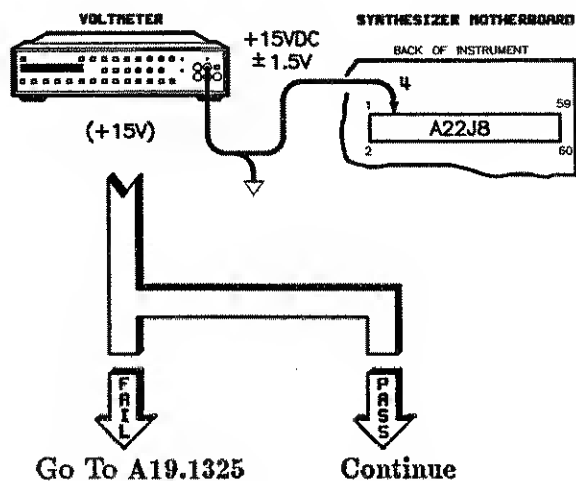 VOLTMETER
SYNTHESIZER MOTHERBOARD
+15VDC
± 1.5V
BACK OF INSTRUMENT
4
1
59
A22J8
2
60
(+15V)
FAIL
PASS
Go To A19.1325
Continue